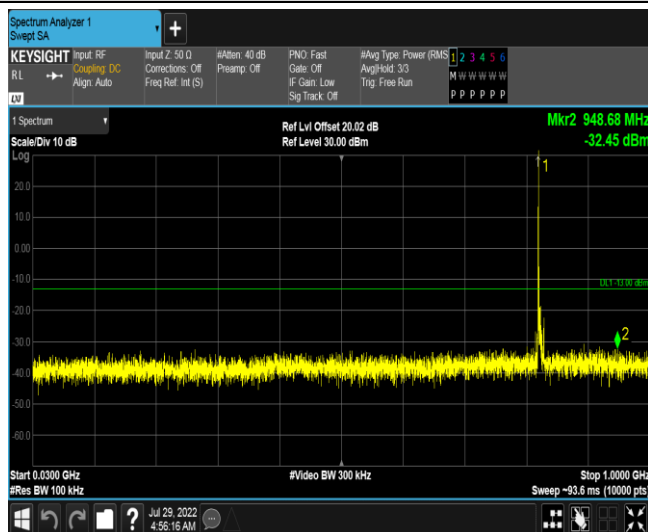 Spectrum Analyzer 1
Swept SA
+
KEYSIGHT Input: RF Input Z: 50 Ω #Atten: 40 dB PNO: Fast #Avg Type: Power (RMS 1 2 3 4 5 6
RL Coupling: DC Corrections: Off Preamp: Off Gate: Off Avg|Hold: 3/3 M W W W W W
Align: Auto Freq Ref: Int (S) IF Gain: Low Trig: Free Run
LXI Sig Track: Off P P P P P P
1 Spectrum Ref Lvl Offset 20.02 dB Mkr2 948.68 MHz
Scale/Div 10 dB Ref Level 30.00 dBm -32.45 dBm
Log
1
20.0
10.0
0.00
-10.0
DL1 -13.00 dBm
-20.0
-30.0
2
-40.0
-50.0
-60.0
Start 0.0300 GHz #Video BW 300 kHz Stop 1.0000 GHz
#Res BW 100 kHz Sweep ~93.6 ms (10000 pts)
? Jul 29, 2022
4:56:16 AM